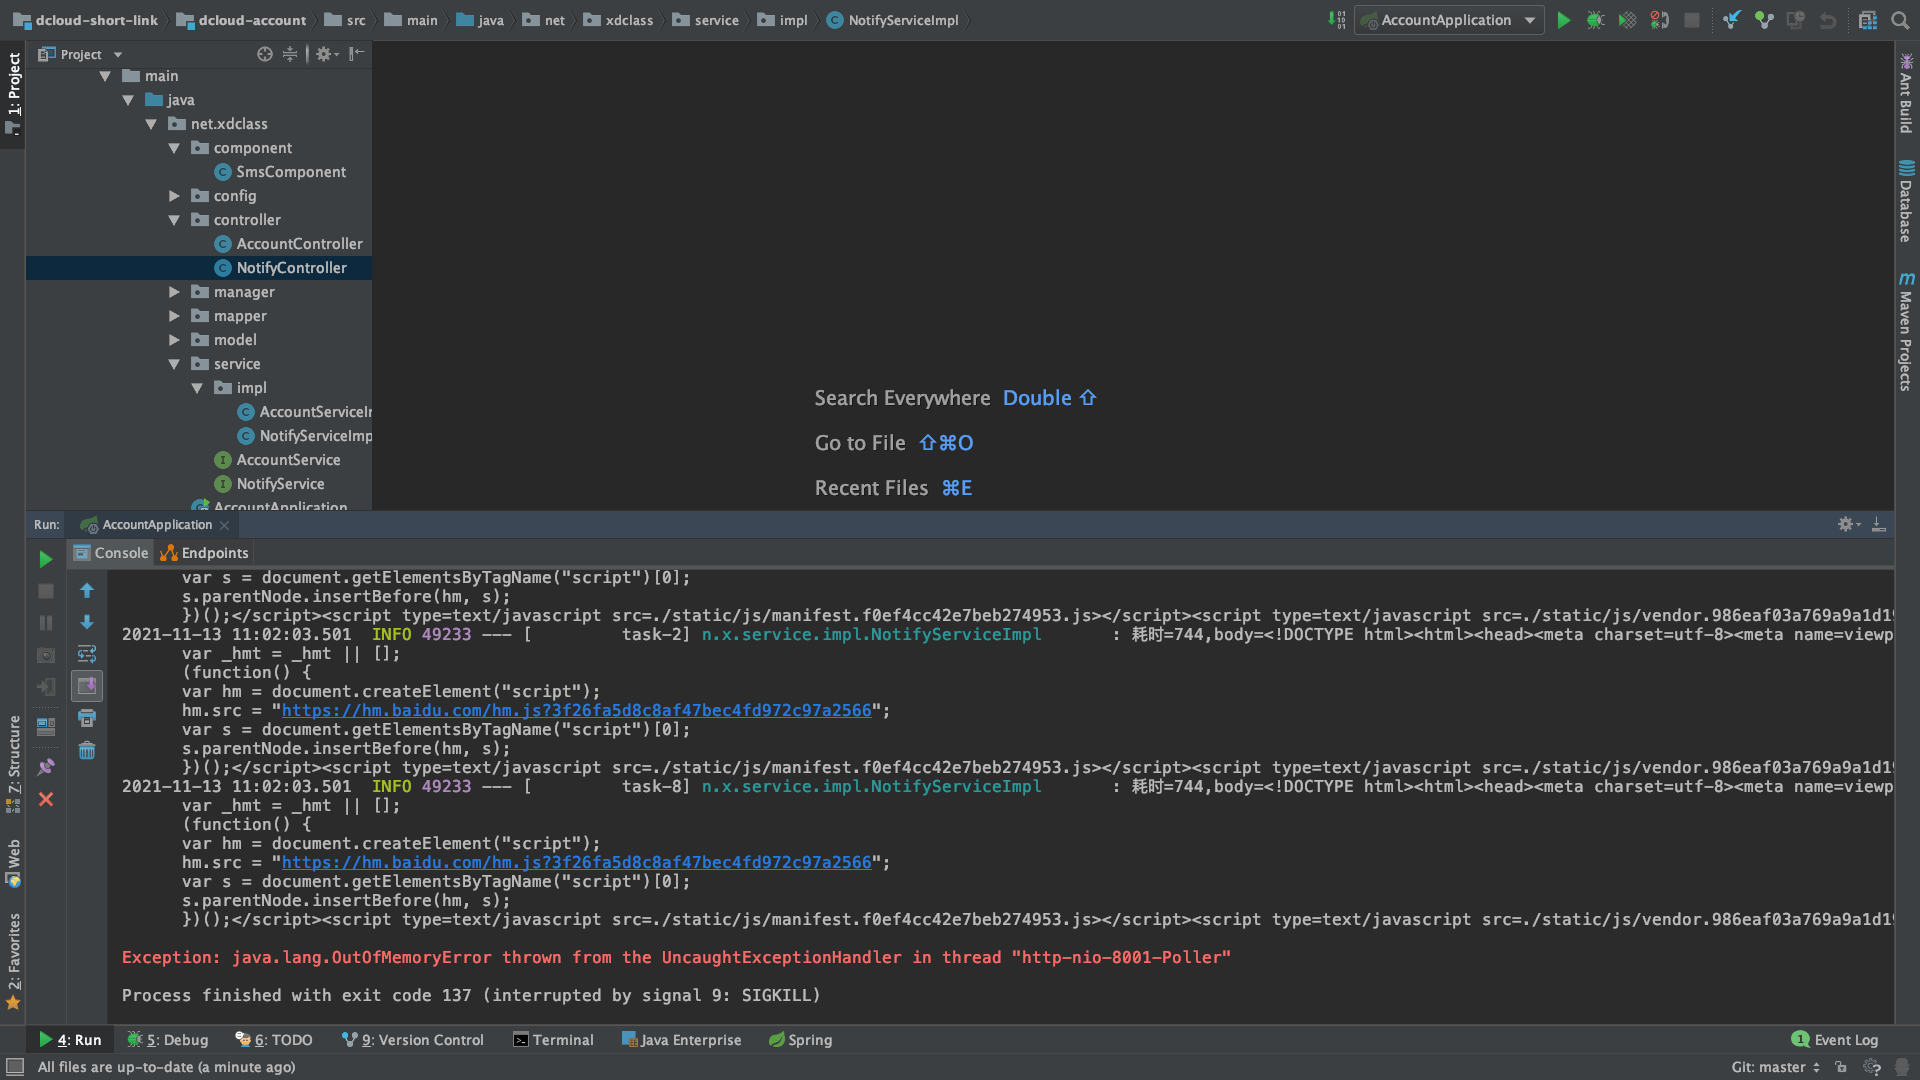 dcloud-short-link dcloud-account src main java net xdclass service impl NotifyServiceImpl AccountApplication
1: Project
Project
main
java
net.xdclass
component
SmsComponent
config
controller
AccountController
NotifyController
manager
mapper
model
service
impl
AccountServiceIr
NotifyServiceImp
AccountService
NotifyService
AccountApplication
Search Everywhere Double ⇧
Go to File ⇧⌘O
Recent Files ⌘E
Ant Build
Database
Maven Projects
Run: AccountApplication
Console Endpoints
var s = document.getElementsByTagName("script")[0];
s.parentNode.insertBefore(hm, s);
})();</script><script type=text/javascript src=./static/js/manifest.f0ef4cc42e7beb274953.js></script><script type=text/javascript src=./static/js/vendor.986eaf03a769a9a1d19
2021-11-13 11:02:03.501 INFO 49233 --- [ task-2] n.x.service.impl.NotifyServiceImpl : 耗时=744,body=<!DOCTYPE html><html><head><meta charset=utf-8><meta name=viewp
var _hmt = _hmt || [];
(function() {
var hm = document.createElement("script");
hm.src = "https://hm.baidu.com/hm.js?3f26fa5d8c8af47bec4fd972c97a2566";
var s = document.getElementsByTagName("script")[0];
s.parentNode.insertBefore(hm, s);
})();</script><script type=text/javascript src=./static/js/manifest.f0ef4cc42e7beb274953.js></script><script type=text/javascript src=./static/js/vendor.986eaf03a769a9a1d19
2021-11-13 11:02:03.501 INFO 49233 --- [ task-8] n.x.service.impl.NotifyServiceImpl : 耗时=744,body=<!DOCTYPE html><html><head><meta charset=utf-8><meta name=viewp
var _hmt = _hmt || [];
(function() {
var hm = document.createElement("script");
hm.src = "https://hm.baidu.com/hm.js?3f26fa5d8c8af47bec4fd972c97a2566";
var s = document.getElementsByTagName("script")[0];
s.parentNode.insertBefore(hm, s);
})();</script><script type=text/javascript src=./static/js/manifest.f0ef4cc42e7beb274953.js></script><script type=text/javascript src=./static/js/vendor.986eaf03a769a9a1d19
Exception: java.lang.OutOfMemoryError thrown from the UncaughtExceptionHandler in thread "http-nio-8001-Poller"
Process finished with exit code 137 (interrupted by signal 9: SIGKILL)
Z: Structure
Web
2: Favorites
4: Run 5: Debug 6: TODO 9: Version Control Terminal Java Enterprise Spring 1 Event Log
All files are up-to-date (a minute ago) Git: master